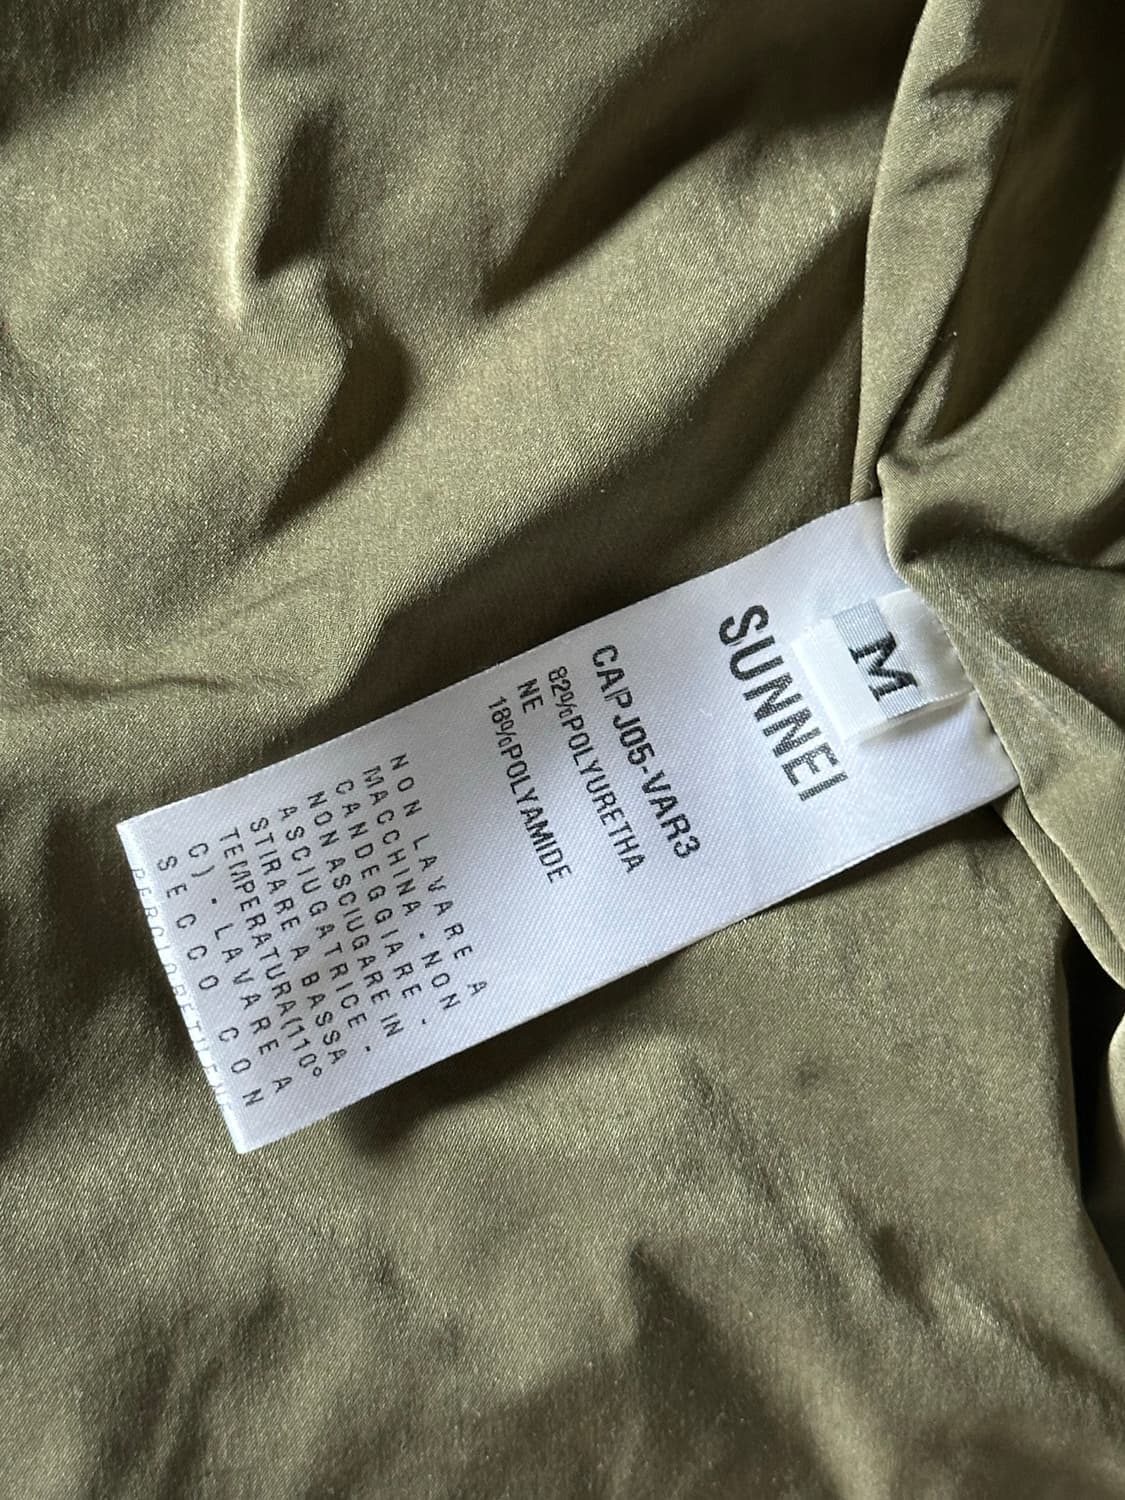 M
SUNNEI
CAPJ05-VAR3
82%POLYURETHA
NE
18%POLYAMIDE
NON LAVARE A
MACCHINA - NON
CANDEGGIARE -
NON ASCIUGARE IN
ASCIUGATRICE -
STIRARE A BASSA
TEMPERATURA(110°
C) - LAVARE A
SECCO CON
PERCLORETILENE